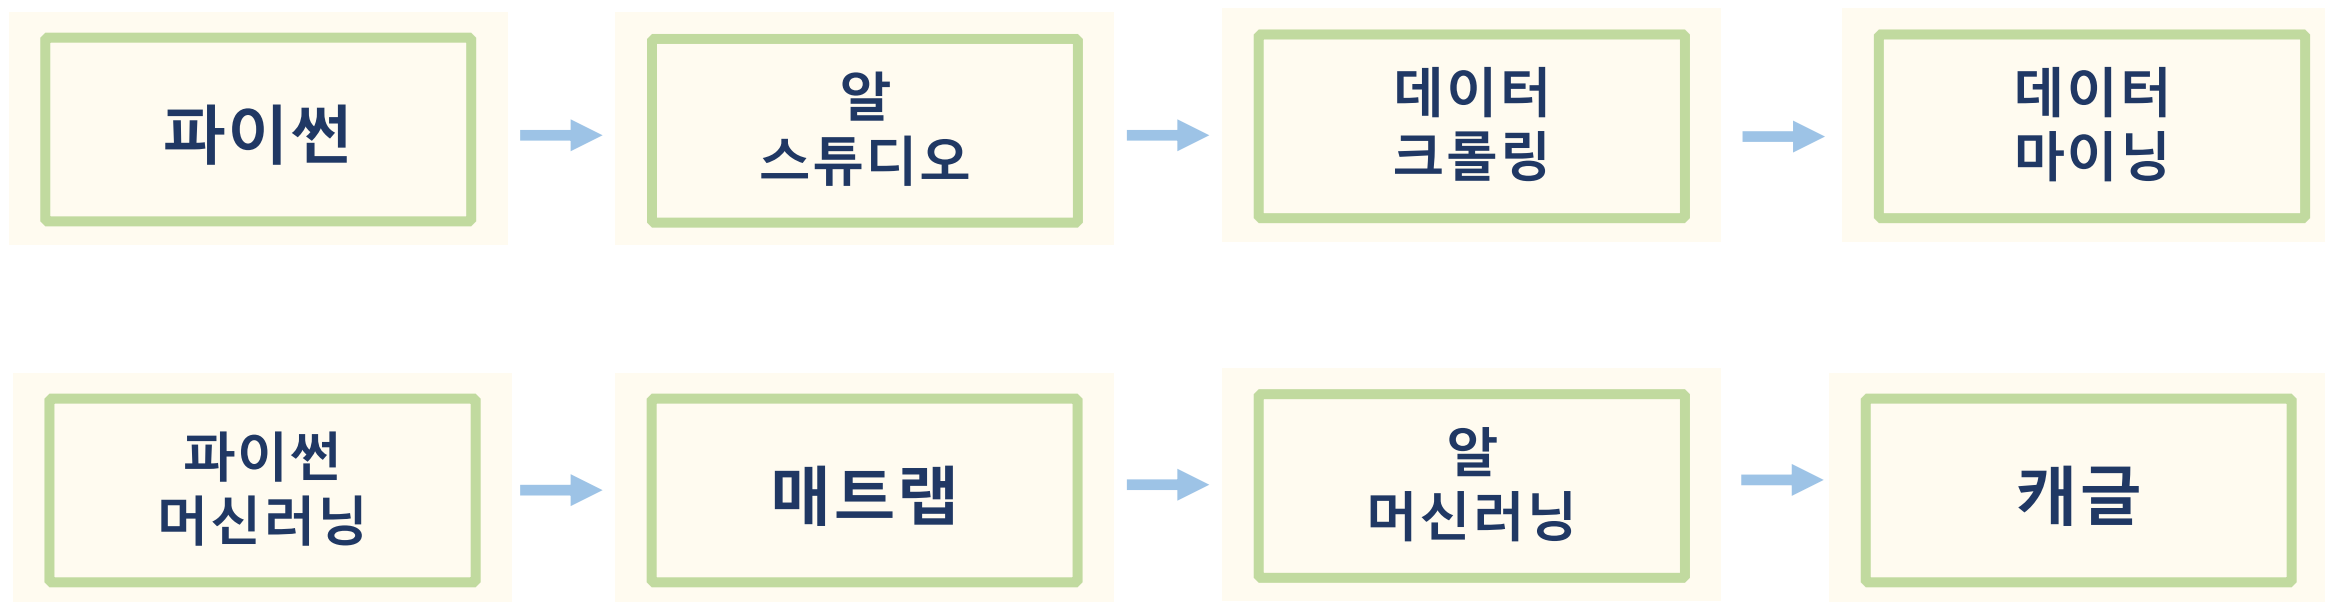 파이썬
알
스튜디오
데이터
크롤링
데이터
마이닝
파이썬
머신러닝
매트랩
알
머신러닝
캐글